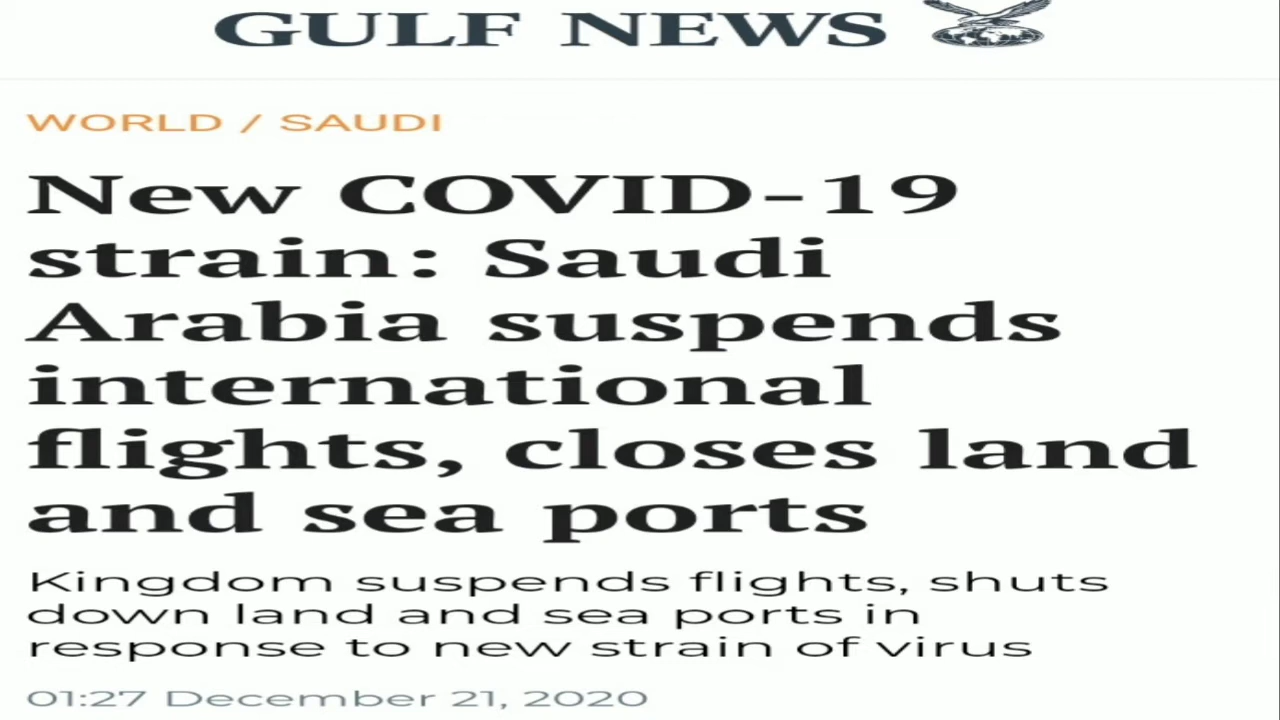 GULF NEWS
WORLD / SAUDI
New COVID-19
strain: Saudi
Arabia suspends
international
flights, closes land
and sea ports
Kingdom suspends flights, shuts
down land and sea ports in
response to new strain of virus
01:27 December 21, 2020